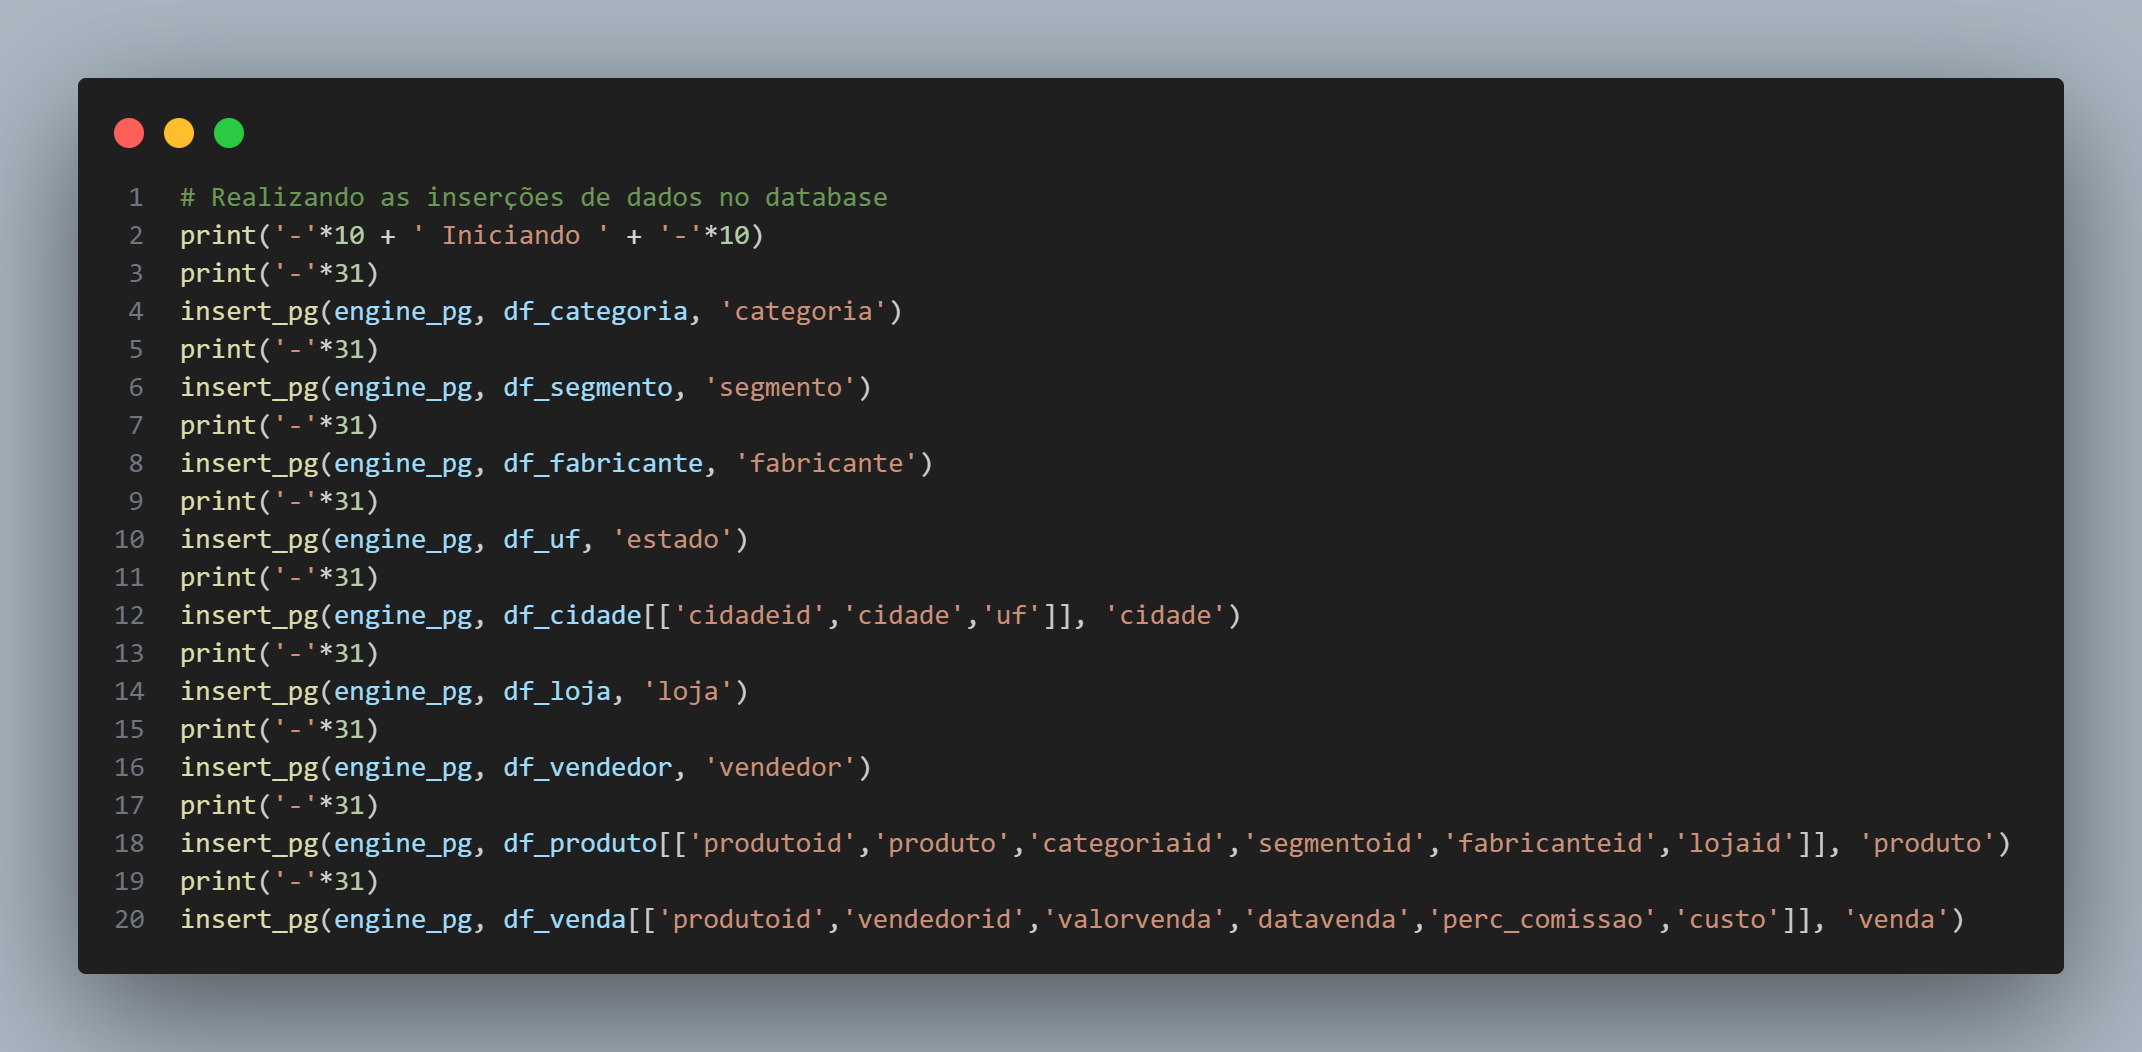 1 # Realizando as inserções de dados no database
2 print('-'*10 + ' Iniciando ' + '-'*10)
3 print('-'*31)
4 insert_pg(engine_pg, df_categoria, 'categoria')
5 print('-'*31)
6 insert_pg(engine_pg, df_segmento, 'segmento')
7 print('-'*31)
8 insert_pg(engine_pg, df_fabricante, 'fabricante')
9 print('-'*31)
10 insert_pg(engine_pg, df_uf, 'estado')
11 print('-'*31)
12 insert_pg(engine_pg, df_cidade[['cidadeid','cidade','uf']], 'cidade')
13 print('-'*31)
14 insert_pg(engine_pg, df_loja, 'loja')
15 print('-'*31)
16 insert_pg(engine_pg, df_vendedor, 'vendedor')
17 print('-'*31)
18 insert_pg(engine_pg, df_produto[['produtoid','produto','categoriaid','segmentoid','fabricanteid','lojaid']], 'produto')
19 print('-'*31)
20 insert_pg(engine_pg, df_venda[['produtoid','vendedorid','valorvenda','datavenda','perc_comissao','custo']], 'venda')